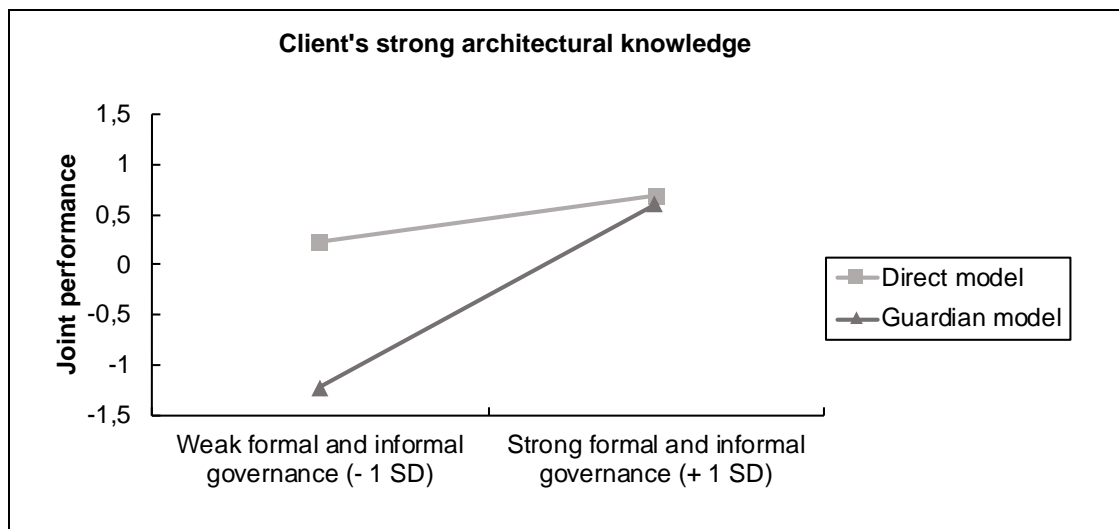 Client's strong architectural knowledge
Joint performance
1,5
1
0,5
0
-0,5
-1
-1,5
Weak formal and informal
governance (- 1 SD)
Strong formal and informal
governance (+ 1 SD)
Direct model
Guardian model